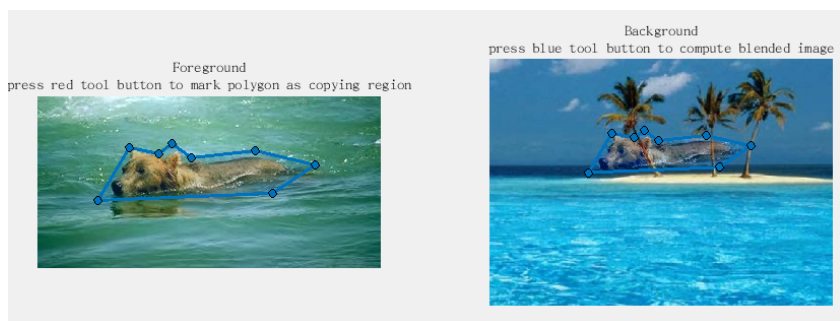 Foreground
press red tool button to mark polygon as copying region
Background
press blue tool button to compute blended image